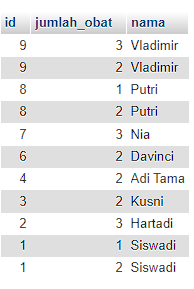 id jumlah_obat nama
9 3 Vladimir
9 2 Vladimir
8 1 Putri
8 2 Putri
7 3 Nia
6 2 Davinci
4 2 Adi Tama
3 2 Kusni
2 3 Hartadi
1 1 Siswadi
1 2 Siswadi